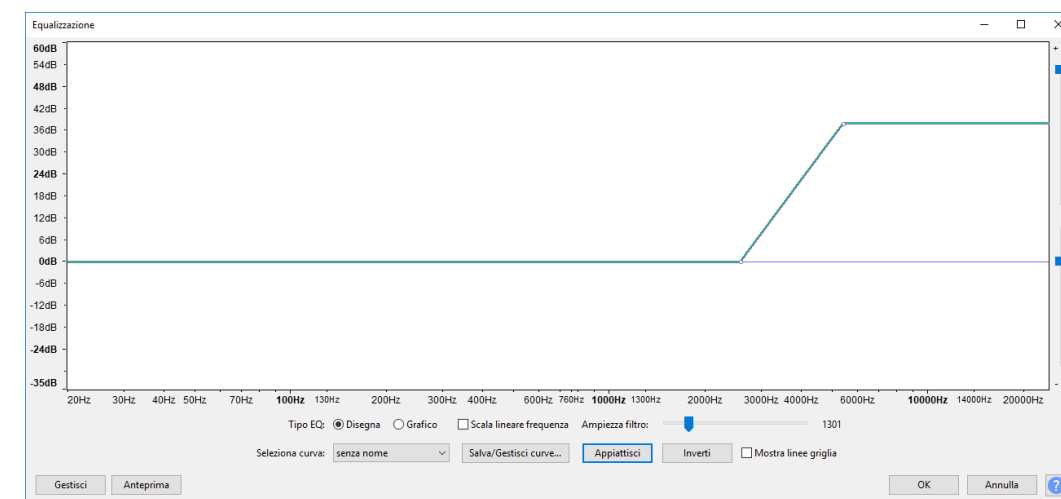 Equalizzazione
60dB
54dB
48dB
42dB
36dB
30dB
24dB
18dB
12dB
6dB
0dB
-6dB
-12dB
-18dB
-24dB
-35dB
+
-
20Hz 30Hz 40Hz 50Hz 70Hz 100Hz 130Hz 200Hz 300Hz 400Hz 600Hz 760Hz 1000Hz 1300Hz 2000Hz 3000Hz 4000Hz 6000Hz 10000Hz 14000Hz 20000Hz
Tipo EQ: Disegna Grafico Scala lineare frequenza Ampiezza filtro: 1301
Seleziona curva: senza nome Salva/Gestisci curve... Appiattisci Inverti Mostra linee griglia
Gestisci Anteprima OK Annulla ?